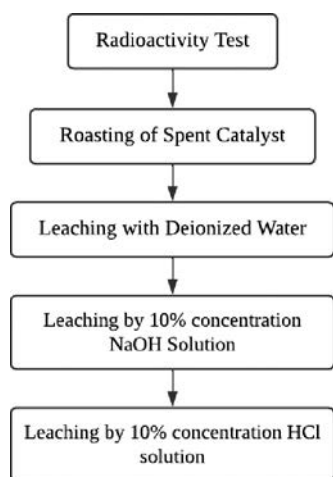 Radioactivity Test
Roasting of Spent Catalyst
Leaching with Deionized Water
Leaching by 10% concentration
NaOH Solution
Leaching by 10% concentration HCl
solution